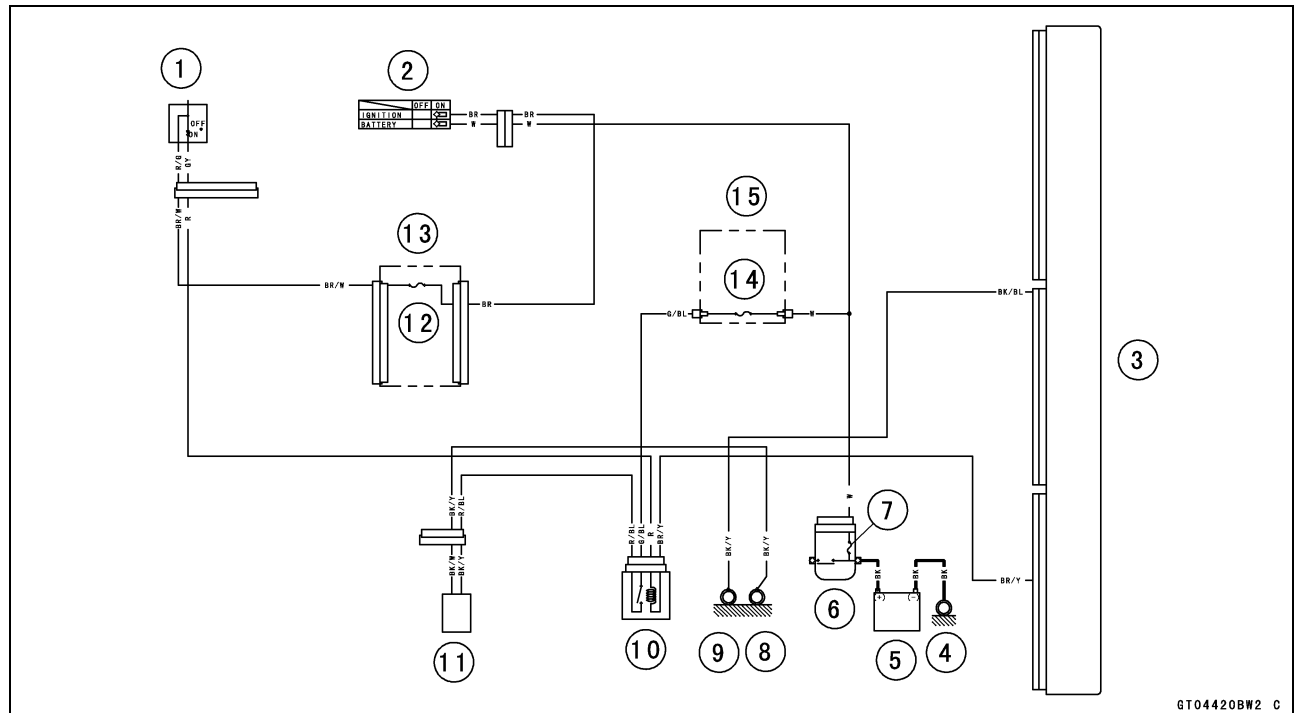 1
2
OFF ON
IGNITION
BATTERY
BR
W
BR
W
OFF
ON
R/G
GY
BR/W
R
15
13
14
BR/W
12
BR
G/BL
W
BK/BL
3
BK/Y
R/BL
BK/W
BK/Y
R/BL
G/BL
R
BR/Y
BK/Y
BK/Y
W
7
BK
BK
BR/Y
6
10
9
8
5
4
11
GT04420BW2 C